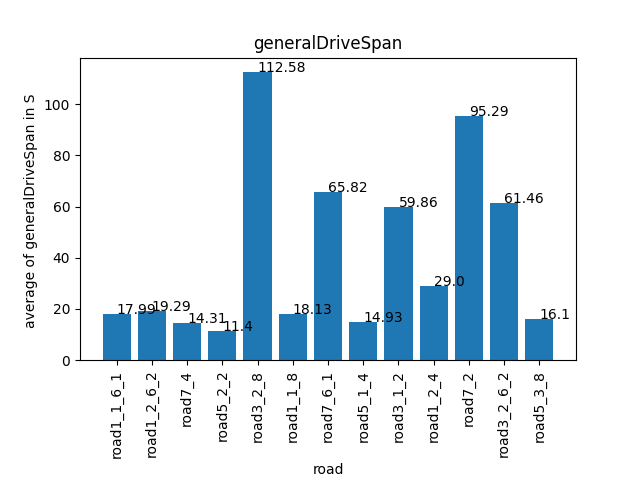 generalDriveSpan
average of generalDriveSpan in S
100
80
60
40
20
0
17.99
19.29
14.31
11.4
112.58
18.13
65.82
14.93
59.86
29.0
95.29
61.46
16.1
road1_1_6_1
road1_2_6_2
road7_4
road5_2_2
road3_2_8
road1_1_8
road7_6_1
road5_1_4
road3_1_2
road1_2_4
road7_2
road3_2_6_2
road5_3_8
road